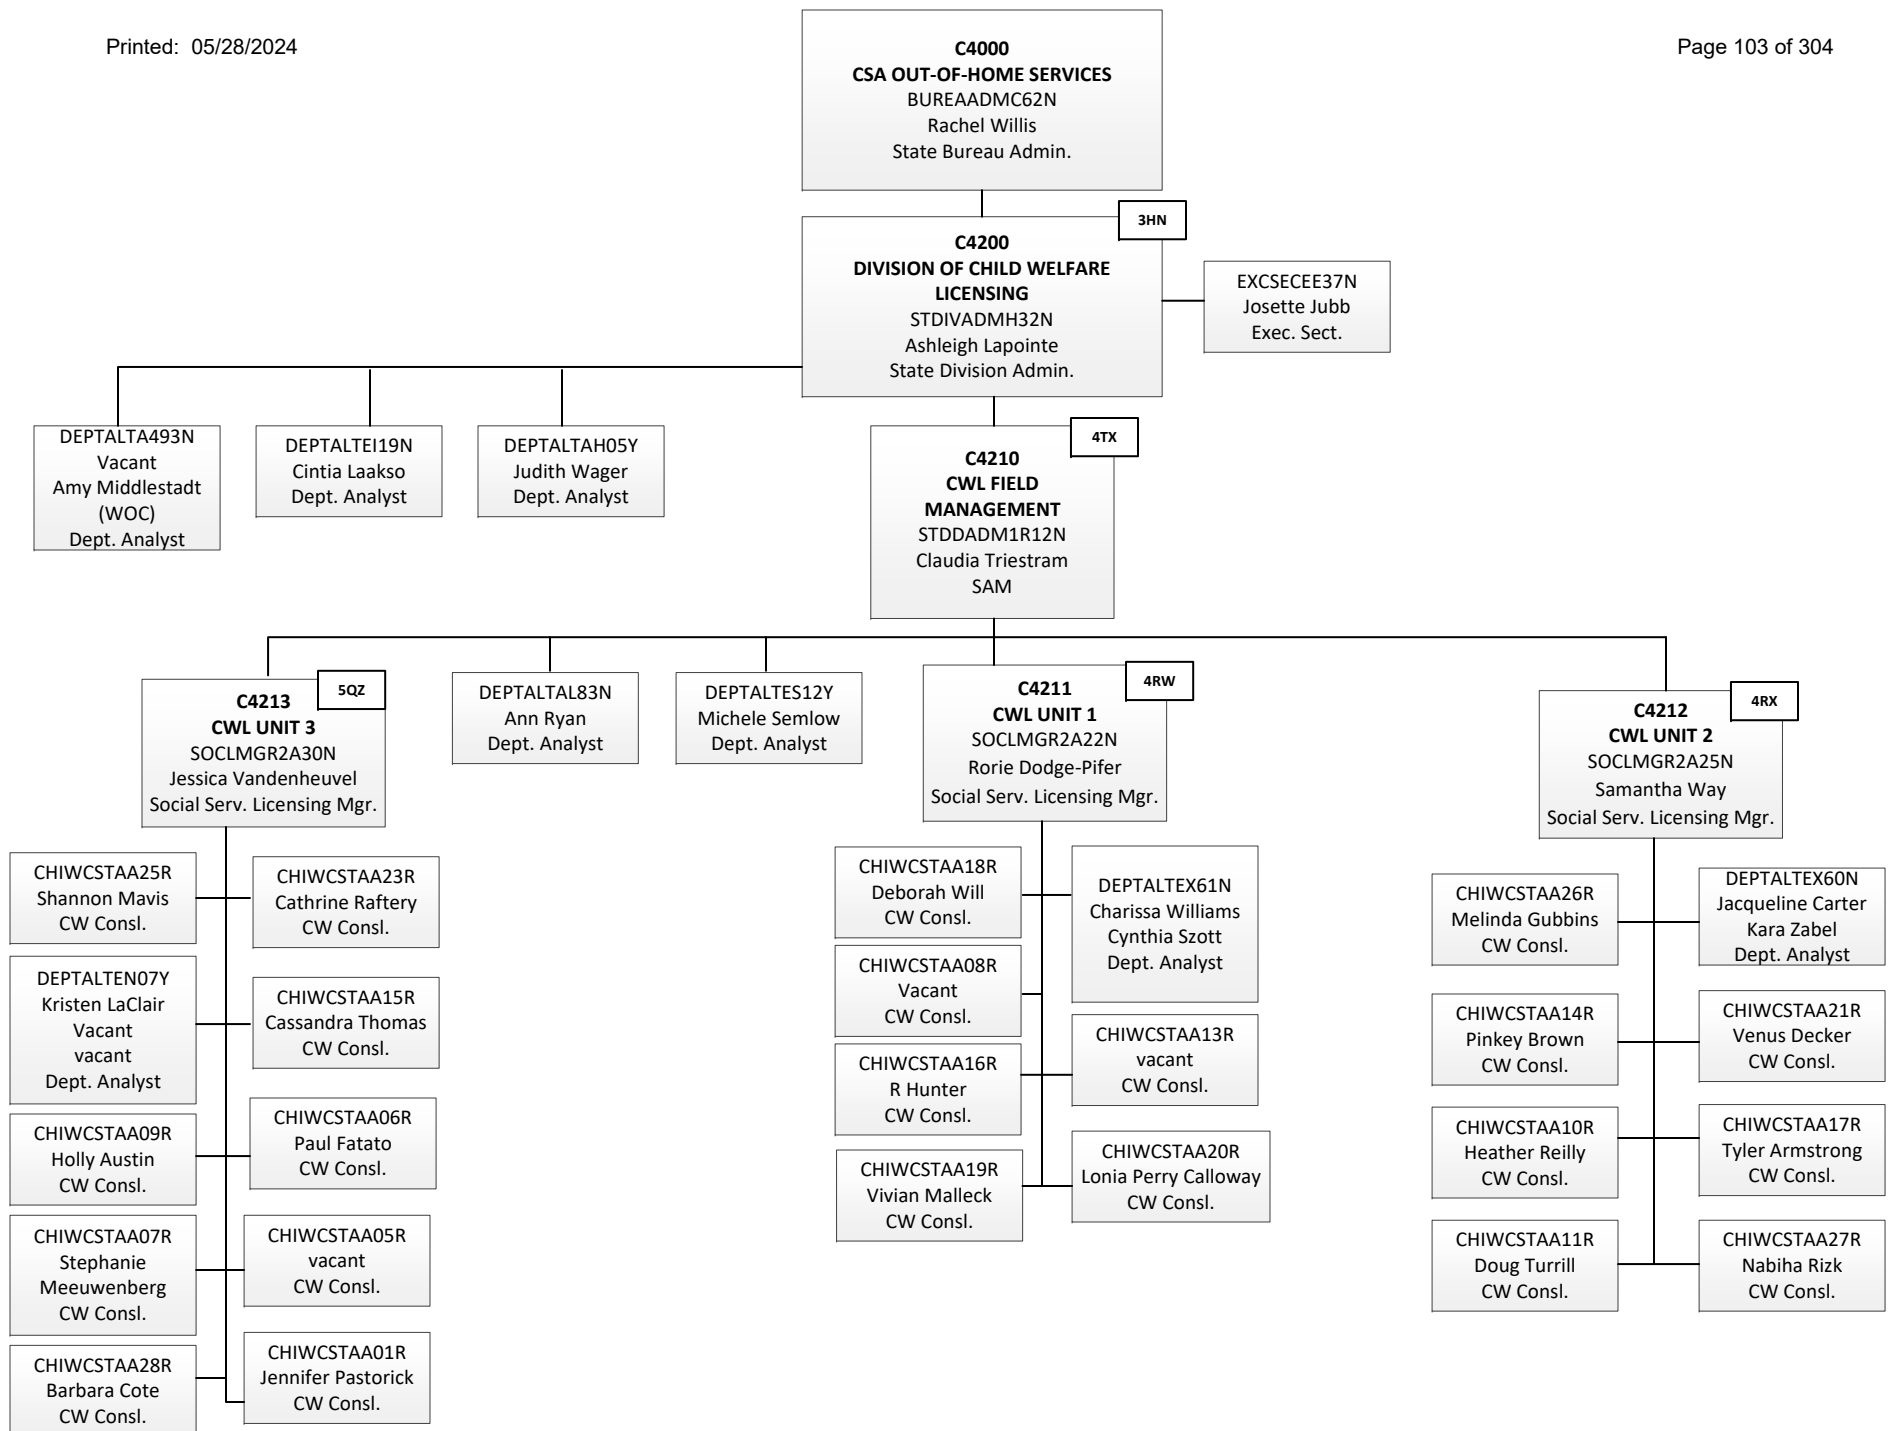 Printed: 05/28/2024
Page 103 of 304
C4000
CSA OUT-OF-HOME SERVICES
BUREAADMC62N
Rachel Willis
State Bureau Admin.
3HN
C4200
DIVISION OF CHILD WELFARE
LICENSING
STDIVADMH32N
Ashleigh Lapointe
State Division Admin.
EXCSECEE37N
Josette Jubb
Exec. Sect.
DEPTALTA493N
Vacant
Amy Middlestadt
(WOC)
Dept. Analyst
DEPTALTEI19N
Cintia Laakso
Dept. Analyst
DEPTALTAH05Y
Judith Wager
Dept. Analyst
4TX
C4210
CWL FIELD
MANAGEMENT
STDDADM1R12N
Claudia Triestram
SAM
5QZ
C4213
CWL UNIT 3
SOCLMGR2A30N
Jessica Vandenheuvel
Social Serv. Licensing Mgr.
DEPTALTAL83N
Ann Ryan
Dept. Analyst
DEPTALTES12Y
Michele Semlow
Dept. Analyst
4RW
C4211
CWL UNIT 1
SOCLMGR2A22N
Rorie Dodge-Pifer
Social Serv. Licensing Mgr.
4RX
C4212
CWL UNIT 2
SOCLMGR2A25N
Samantha Way
Social Serv. Licensing Mgr.
CHIWCSTAA25R
Shannon Mavis
CW Consl.
CHIWCSTAA23R
Cathrine Raftery
CW Consl.
DEPTALTEN07Y
Kristen LaClair
Vacant
vacant
Dept. Analyst
CHIWCSTAA15R
Cassandra Thomas
CW Consl.
CHIWCSTAA09R
Holly Austin
CW Consl.
CHIWCSTAA06R
Paul Fatato
CW Consl.
CHIWCSTAA07R
Stephanie
Meeuwenberg
CW Consl.
CHIWCSTAA05R
vacant
CW Consl.
CHIWCSTAA28R
Barbara Cote
CW Consl.
CHIWCSTAA01R
Jennifer Pastorick
CW Consl.
CHIWCSTAA18R
Deborah Will
CW Consl.
DEPTALTEX61N
Charissa Williams
Cynthia Szott
Dept. Analyst
CHIWCSTAA08R
Vacant
CW Consl.
CHIWCSTAA13R
vacant
CW Consl.
CHIWCSTAA16R
R Hunter
CW Consl.
CHIWCSTAA20R
Lonia Perry Calloway
CW Consl.
CHIWCSTAA19R
Vivian Malleck
CW Consl.
CHIWCSTAA26R
Melinda Gubbins
CW Consl.
DEPTALTEX60N
Jacqueline Carter
Kara Zabel
Dept. Analyst
CHIWCSTAA14R
Pinkey Brown
CW Consl.
CHIWCSTAA21R
Venus Decker
CW Consl.
CHIWCSTAA10R
Heather Reilly
CW Consl.
CHIWCSTAA17R
Tyler Armstrong
CW Consl.
CHIWCSTAA11R
Doug Turrill
CW Consl.
CHIWCSTAA27R
Nabiha Rizk
CW Consl.